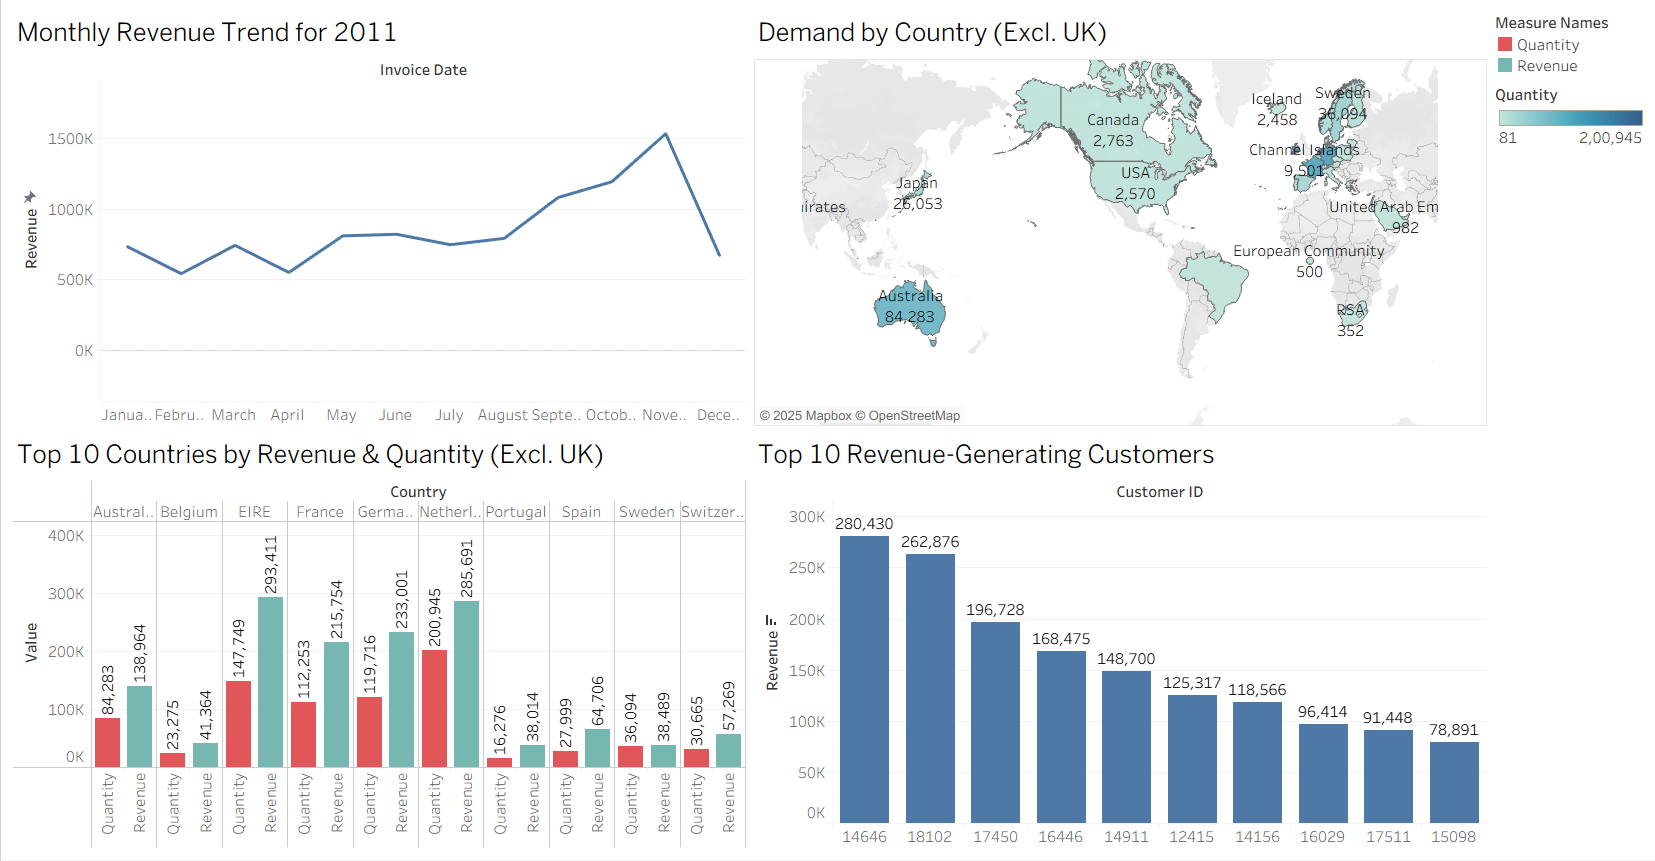 Monthly Revenue Trend for 2011
Invoice Date
Revenue
1500K
1000K
500K
0K
Janua.. Febru.. March April May June July August Septe.. Octob.. Nove.. Dece..
Demand by Country (Excl. UK)
Iceland
2,458
Sweden
36,094
Canada
2,763
Channel Islands
9,501
USA
2,570
Japan
26,053
irates
United Arab Em
982
European Community
500
Australia
84,283
RSA
352
© 2025 Mapbox © OpenStreetMap
Measure Names
Quantity
Revenue
Quantity
81 2,00,945
Top 10 Countries by Revenue & Quantity (Excl. UK)
Country
Austral.. Belgium EIRE France Germa.. Netherl.. Portugal Spain Sweden Switzer..
Value
400K
300K
200K
100K
0K
84,283 138,964 23,275 41,364 147,749 293,411 112,253 215,754 119,716 233,001 200,945 285,691 16,276 38,014 27,999 64,706 36,094 38,489 30,665 57,269
Quantity Revenue Quantity Revenue Quantity Revenue Quantity Revenue Quantity Revenue Quantity Revenue Quantity Revenue Quantity Revenue Quantity Revenue Quantity Revenue
Top 10 Revenue-Generating Customers
Customer ID
Revenue
300K
250K
200K
150K
100K
50K
0K
280,430 262,876 196,728 168,475 148,700 125,317 118,566 96,414 91,448 78,891
14646 18102 17450 16446 14911 12415 14156 16029 17511 15098